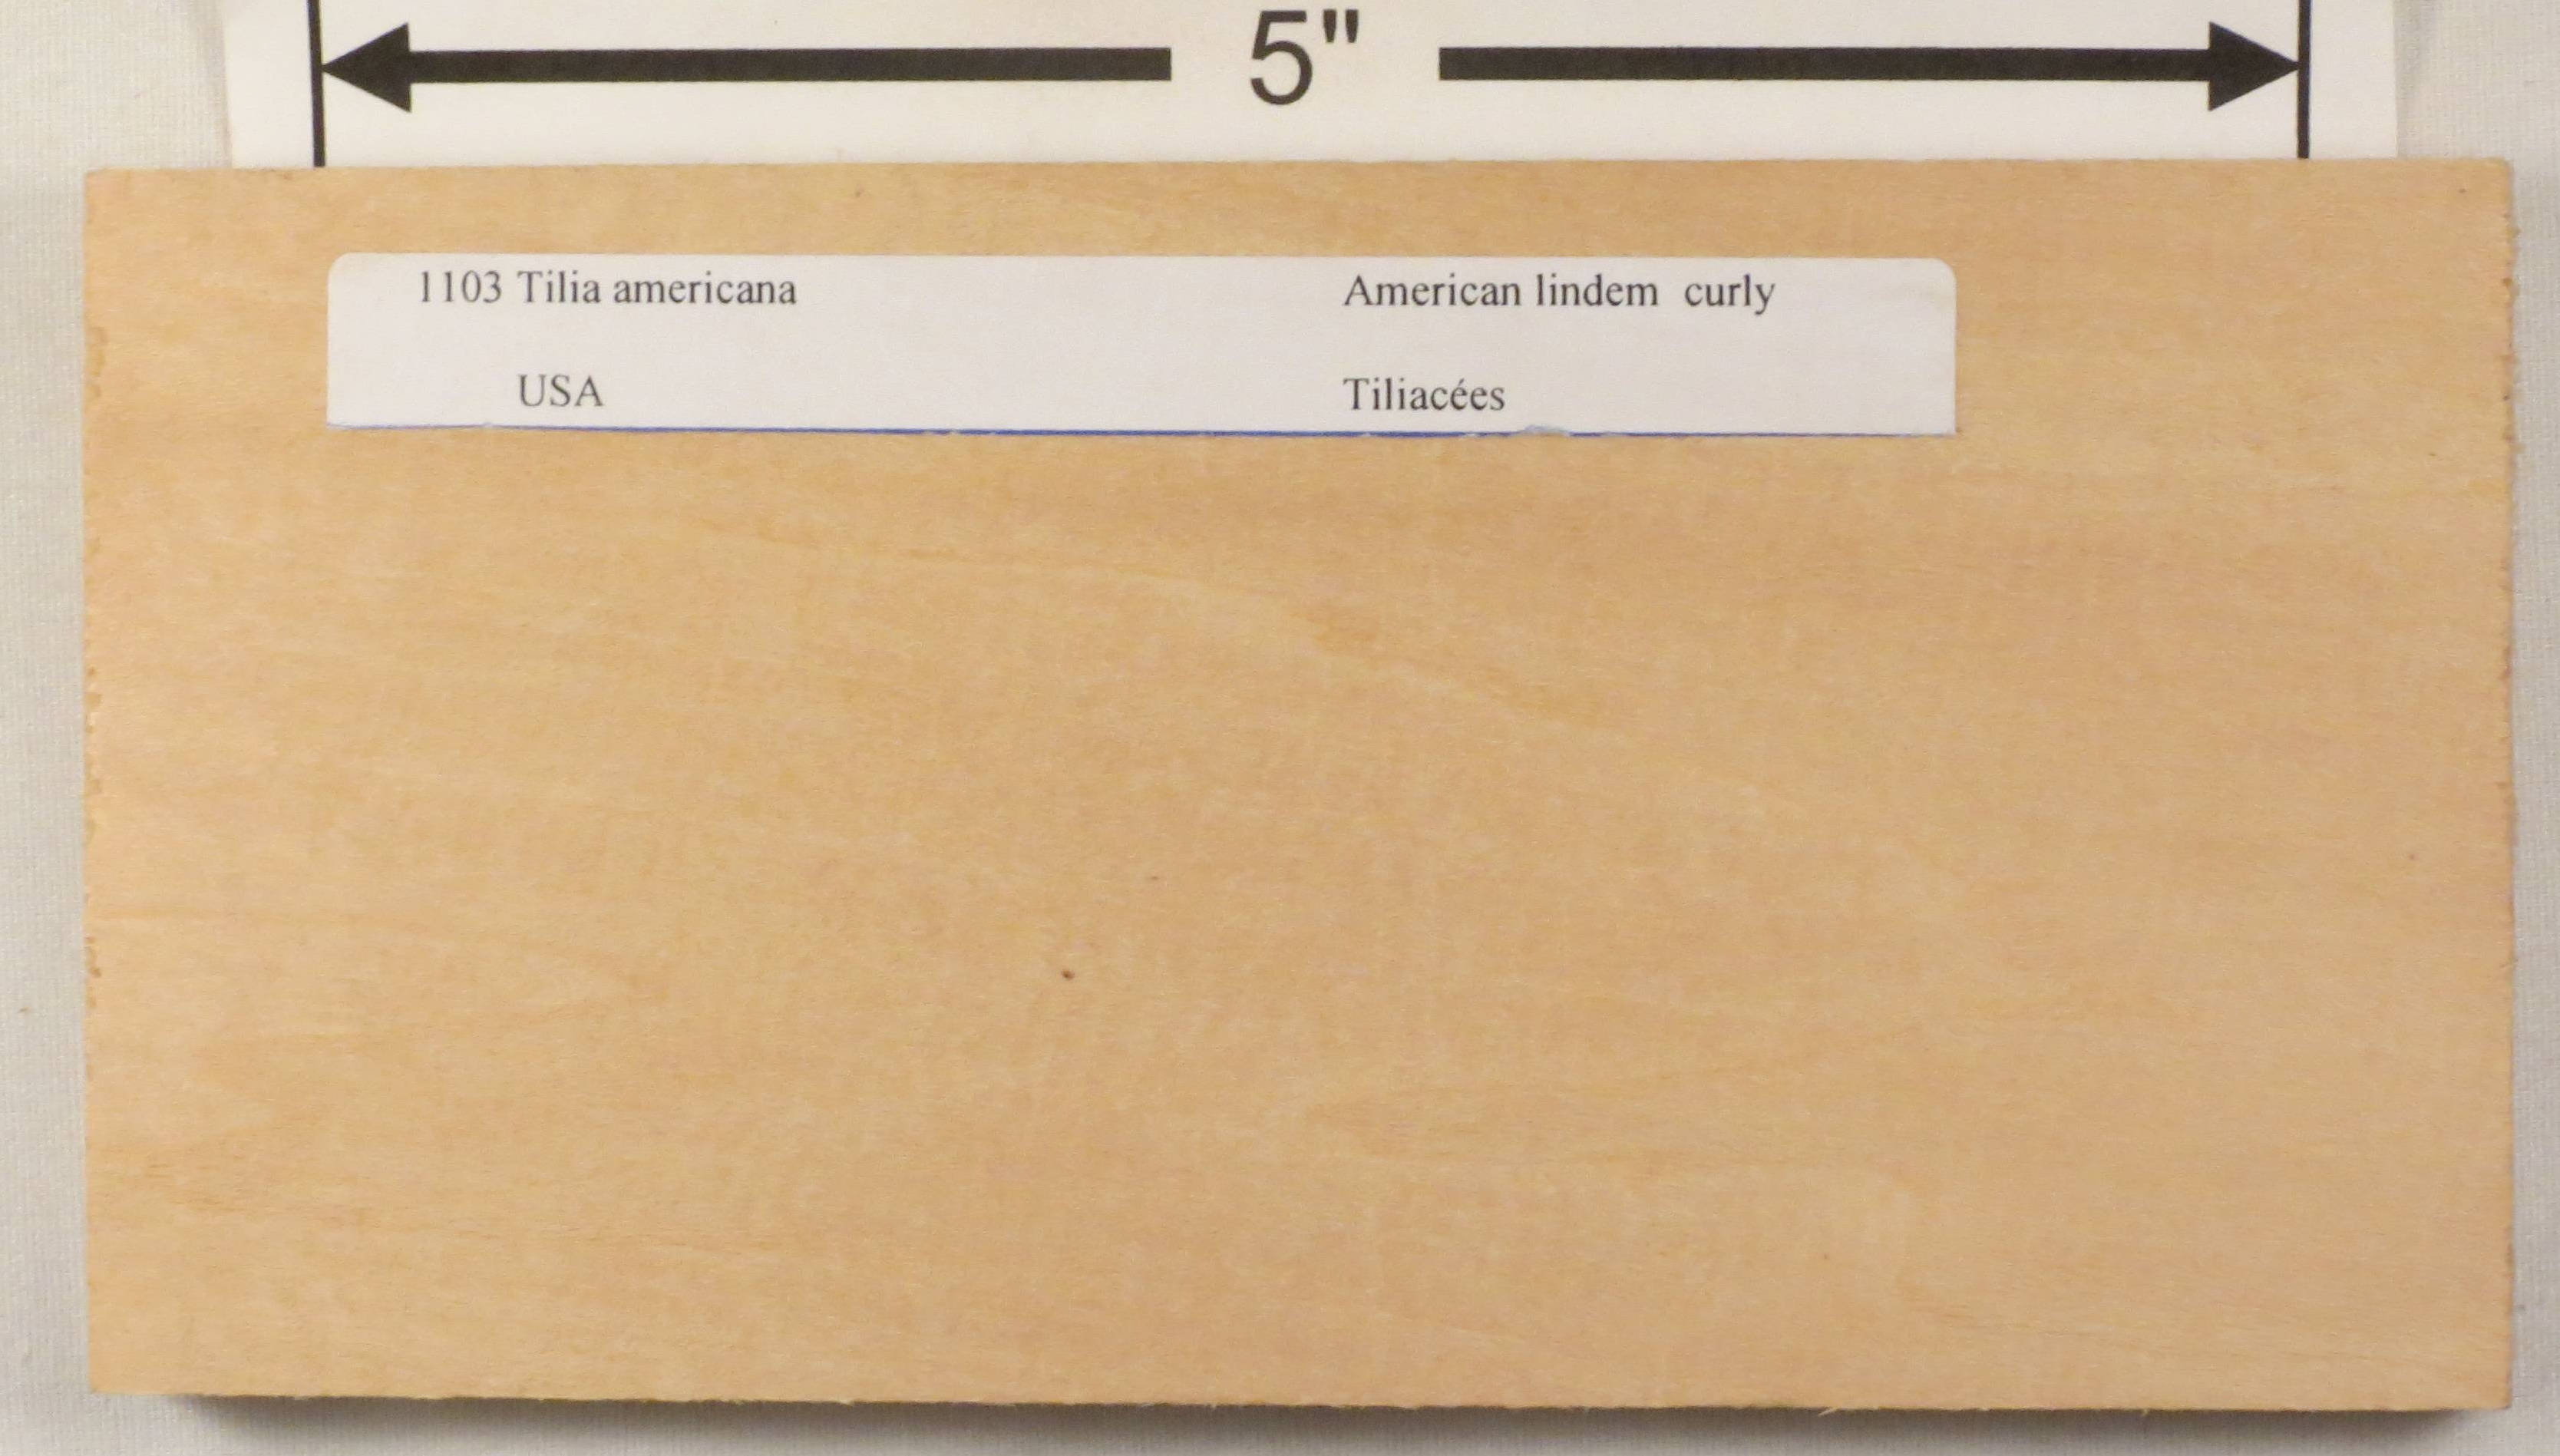 5"
1103 Tilia americana American lindem curly
USA Tiliacées